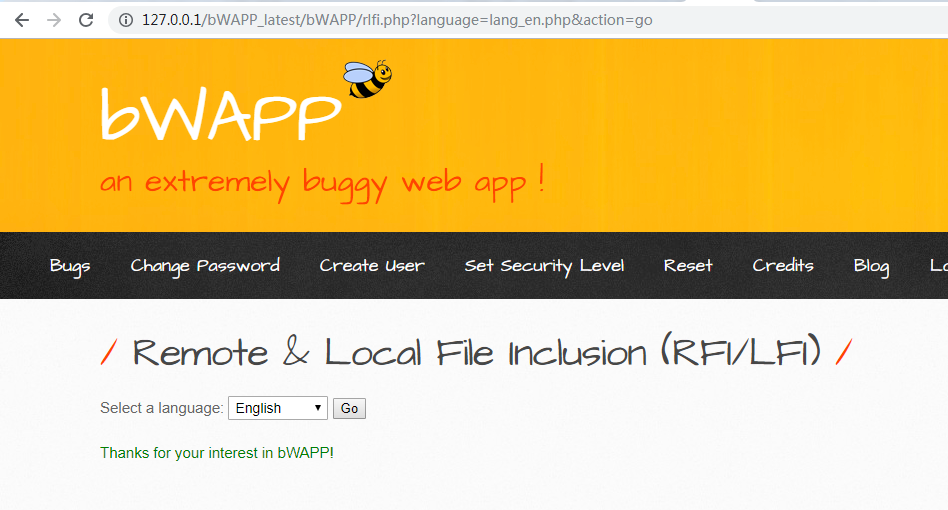 127.0.0.1/bWAPP_latest/bWAPP/rlfi.php?language=lang_en.php&action=go
bWAPP
an extremely buggy web app !
Bugs Change Password Create User Set Security Level Reset Credits Blog Lo
/ Remote & Local File Inclusion (RFI/LFI) /
Select a language: English Go
Thanks for your interest in bWAPP!